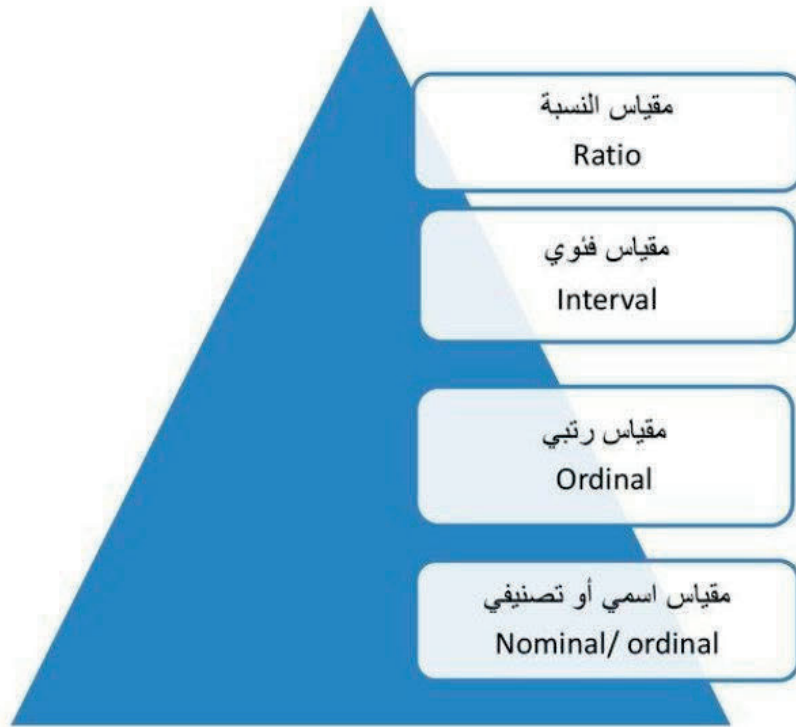 مقياس النسبة
Ratio
مقياس فئوي
Interval
مقياس رتبي
Ordinal
مقياس اسمي أو تصنيفي
Nominal/ ordinal